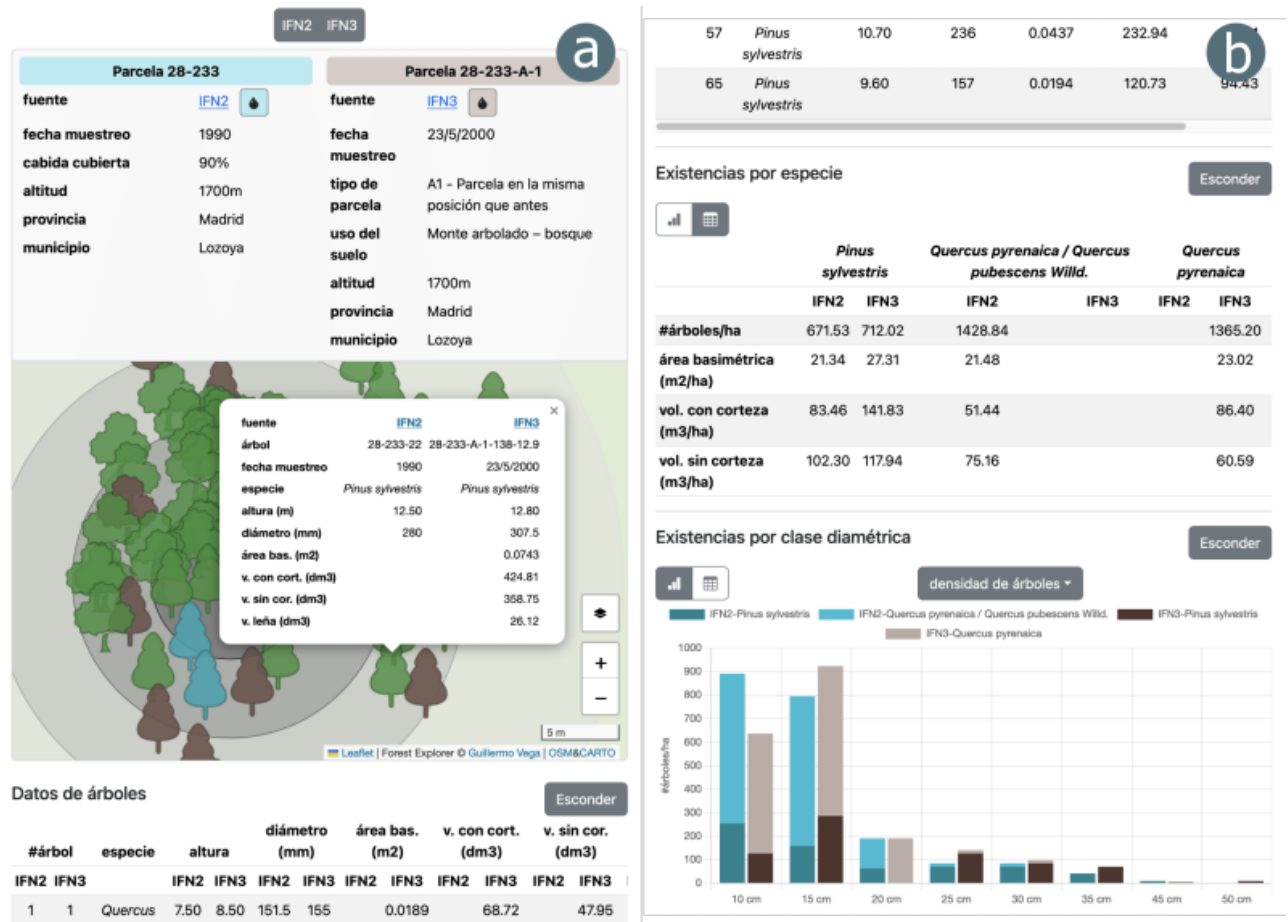 IFN2 IFN3
a
Parcela 28-233
fuente IFN2
fecha muestreo 1990
cabida cubierta 90%
altitud 1700m
provincia Madrid
municipio Lozoya
Parcela 28-233-A-1
fuente IFN3
fecha 23/5/2000
muestreo
tipo de A1 - Parcela en la misma
parcela posición que antes
uso del Monte arbolado – bosque
suelo
altitud 1700m
provincia Madrid
municipio Lozoya
×
fuente IFN2 IFN3
árbol 28-233-22 28-233-A-1-138-12.9
fecha muestreo 1990 23/5/2000
especie Pinus sylvestris Pinus sylvestris
altura (m) 12.50 12.80
diámetro (mm) 280 307.5
área bas. (m2) 0.0743
v. con cort. (dm3) 424.81
v. sin cor. (dm3) 358.75
v. leña (dm3) 26.12
+
−
5 m
Leaflet | Forest Explorer © Guillermo Vega | OSM&CARTO
Datos de árboles
Esconder
diámetro área bas. v. con cort. v. sin cor.
#árbol especie altura (mm) (m2) (dm3) (dm3)
IFN2 IFN3 IFN2 IFN3 IFN2 IFN3 IFN2 IFN3 IFN2 IFN3 IFN2 IFN3
1 1 Quercus 7.50 8.50 151.5 155 0.0189 68.72 47.95
b
57 Pinus 10.70 236 0.0437 232.94
sylvestris
65 Pinus 9.60 157 0.0194 120.73 94.43
sylvestris
Existencias por especie
Esconder
Pinus Quercus pyrenaica / Quercus Quercus
sylvestris pubescens Willd. pyrenaica
IFN2 IFN3 IFN2 IFN3 IFN2 IFN3
#árboles/ha 671.53 712.02 1428.84 1365.20
área basimétrica 21.34 27.31 21.48 23.02
(m2/ha)
vol. con corteza 83.46 141.83 51.44 86.40
(m3/ha)
vol. sin corteza 102.30 117.94 75.16 60.59
(m3/ha)
Existencias por clase diamétrica
Esconder
densidad de árboles
IFN2-Pinus sylvestris IFN2-Quercus pyrenaica / Quercus pubescens Willd. IFN3-Pinus sylvestris
IFN3-Quercus pyrenaica
#árboles/ha
1000
900
800
700
600
500
400
300
200
100
0
10 cm 15 cm 20 cm 25 cm 30 cm 35 cm 45 cm 50 cm